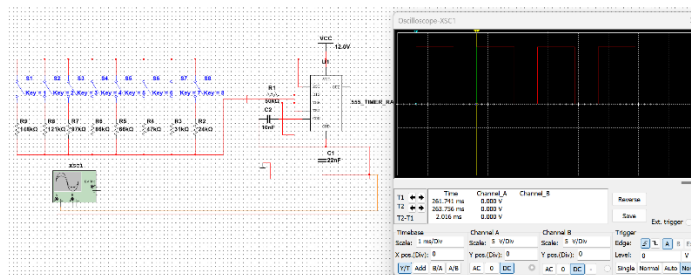 Oscilloscope-XSC1
VCC
12.0V
U1
S1 S2 S3 S4 S5 S6 S7 S8
Key = 1 Key = 2 Key = 3 Key = 4 Key = 5 Key = 6 Key = 7 Key = 8
R1
50kΩ
C2
10nF
555_TIMER_RA
R9 R8 R7 R6 R5 R4 R3 R2
121kΩ 97kΩ 47kΩ 31kΩ 24kΩ
C1
22nF
XSC1
Time Channel_A Channel_B
T1 261.741 ms 0.000 V
T2 263.756 ms 0.000 V
T2-T1 2.016 ms 0.000 V
Reverse
Save
Ext. trigger
Timebase Channel A Channel B Trigger
Scale: 1 ms/Div Scale: 5 V/Div Scale: 5 V/Div Edge: A
X pos.(Div): 0 Y pos.(Div): 0 Y pos.(Div): 0 Level: 0 V
Y/T Add B/A A/B AC 0 DC AC 0 DC - Single Normal Auto